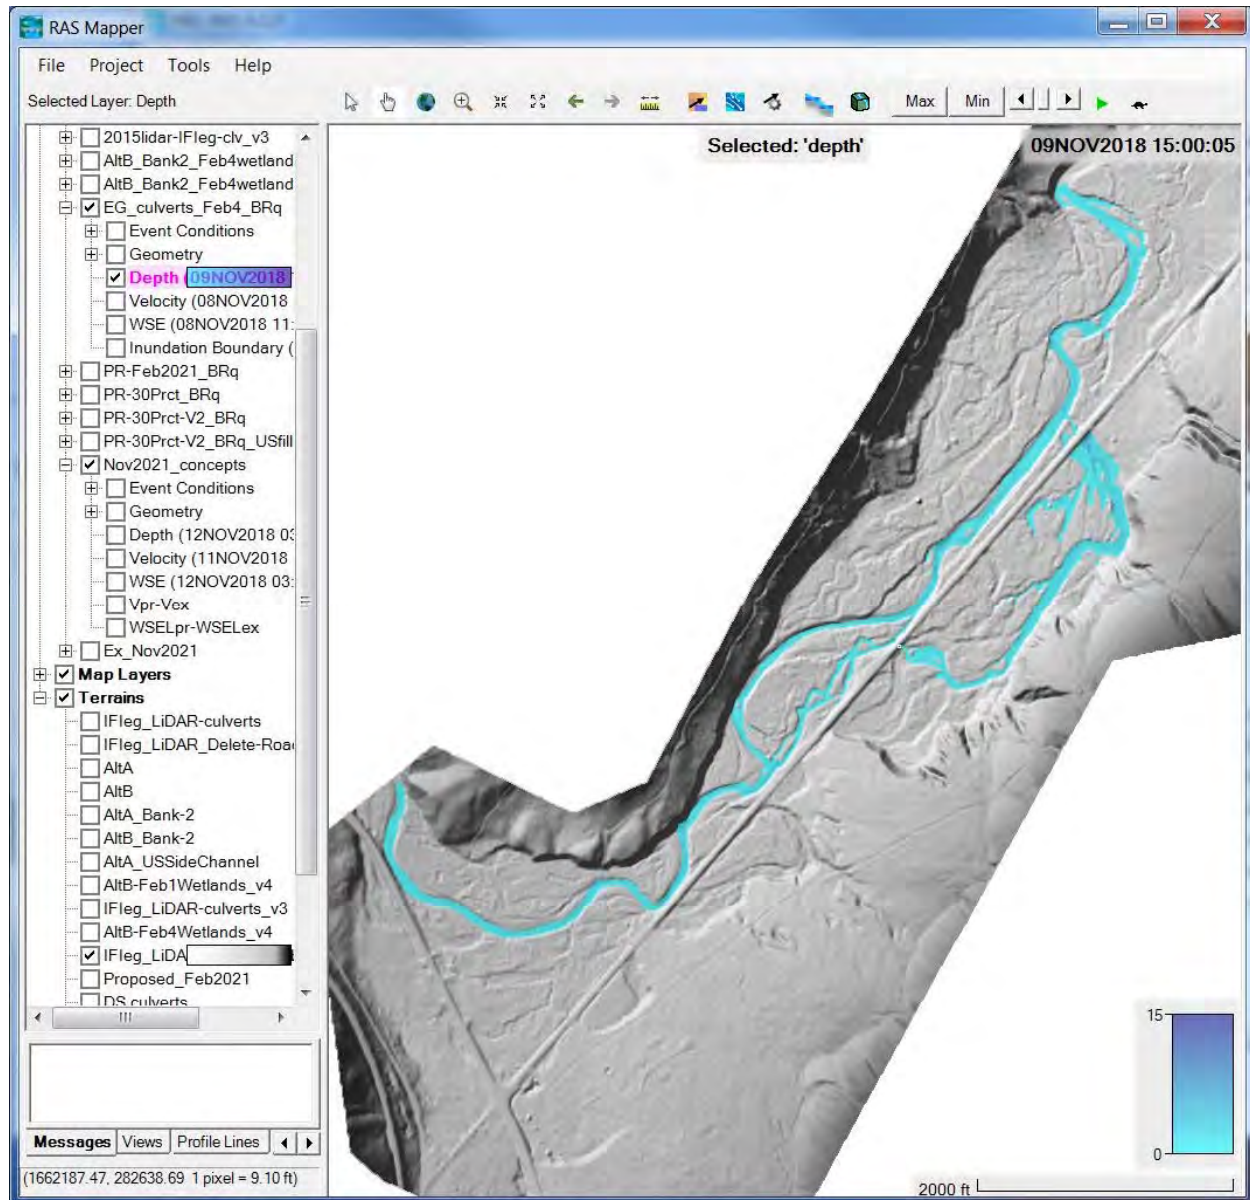 RAS Mapper
File Project Tools Help
Selected Layer: Depth
Max Min
Selected: 'depth'
09NOV2018 15:00:05
2015lidar-IFleg-clv_v3
AltB_Bank2_Feb4wetland
AltB_Bank2_Feb4wetland
EG_culverts_Feb4_BRq
Event Conditions
Geometry
Depth (09NOV2018
Velocity (08NOV2018
WSE (08NOV2018 11:
Inundation Boundary (
PR-Feb2021_BRq
PR-30Prct_BRq
PR-30Prct-V2_BRq
PR-30Prct-V2_BRq_USfill
Nov2021_concepts
Event Conditions
Geometry
Depth (12NOV2018 03:
Velocity (11NOV2018
WSE (12NOV2018 03:
Vpr-Vex
WSELpr-WSELex
Ex_Nov2021
Map Layers
Terrains
IFleg_LiDAR-culverts
IFleg_LiDAR_Delete-Road
AltA
AltB
AltA_Bank-2
AltB_Bank-2
AltA_USSideChannel
AltB-Feb1Wetlands_v4
IFleg_LiDAR-culverts_v3
AltB-Feb4Wetlands_v4
IFleg_LiDA
Proposed_Feb2021
DS culverts
Messages Views Profile Lines
(1662187.47, 282638.69 1 pixel = 9.10 ft)
15
0
2000 ft